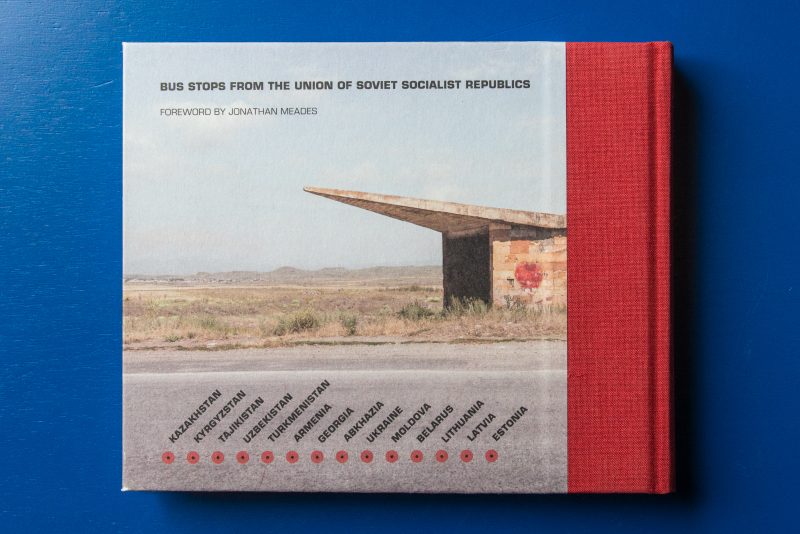 BUS STOPS FROM THE UNION OF SOVIET SOCIALIST REPUBLICS
FOREWORD BY JONATHAN MEADES
KAZAKHSTAN
KYRGYZSTAN
TAJIKISTAN
UZBEKISTAN
TURKMENISTAN
ARMENIA
GEORGIA
ABKHAZIA
UKRAINE
MOLDOVA
BELARUS
LITHUANIA
LATVIA
ESTONIA